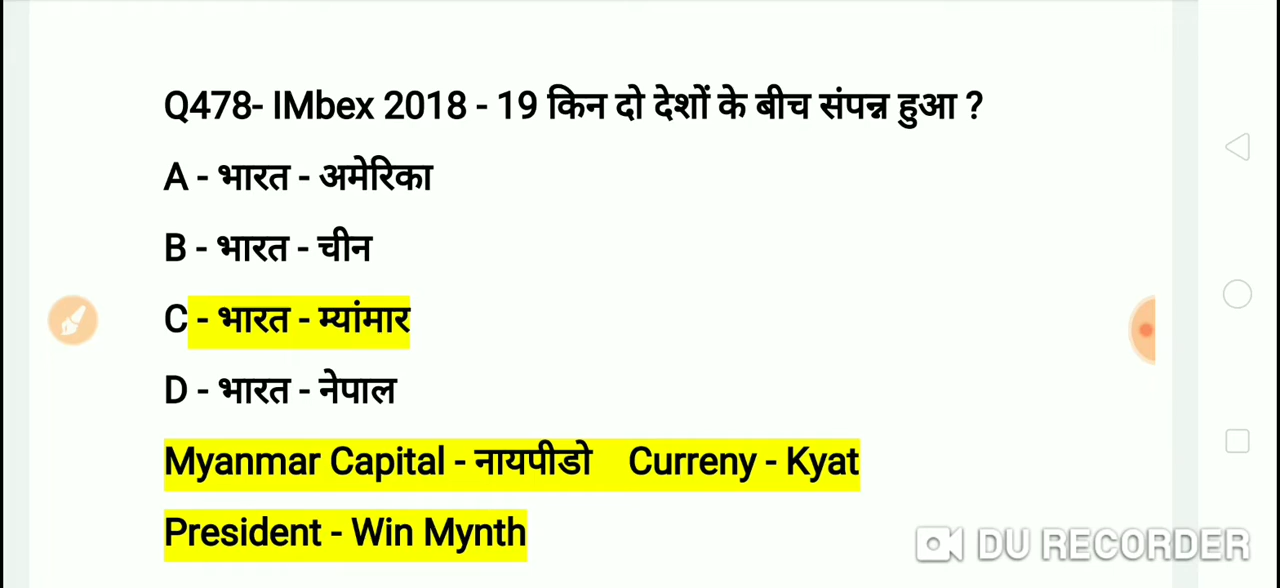 Q478- IMbex 2018 - 19 किन दो देशों के बीच संपन्न हुआ ?
A - भारत - अमेरिका
B - भारत - चीन
C - भारत - म्यांमार
D - भारत - नेपाल
Myanmar Capital - नायपीडो Curreny - Kyat
President - Win Mynth
DU RECORDER